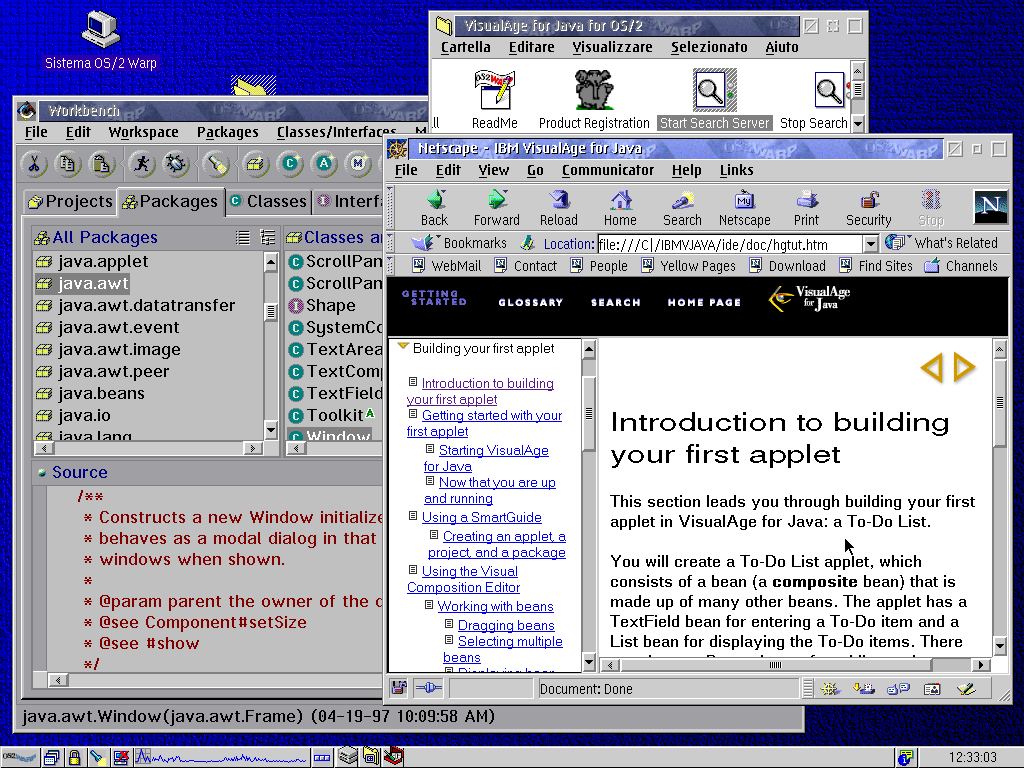 Sistema OS/2 Warp
VisualAge for Java for OS/2
Cartella Editare Visualizzare Selezionato Aiuto
ll ReadMe Product Registration Start Search Server Stop Search
Workbench
File Edit Workspace Packages Classes/Interfaces M
Projects Packages Classes Interf
All Packages
java.applet
java.awt
java.awt.datatransfer
java.awt.event
java.awt.image
java.awt.peer
java.beans
java.io
java.lang
Classes an
ScrollPan
ScrollPan
Shape
SystemCo
TextArea
TextComp
TextField
Toolkit A
Window
Source
/**
* Constructs a new Window initialize
* behaves as a modal dialog in that
* windows when shown.
*
* @param parent the owner of the d
* @see Component#setSize
* @see #show
*/
java.awt.Window(java.awt.Frame) (04-19-97 10:09:58 AM)
Netscape - IBM VisualAge for Java
File Edit View Go Communicator Help Links
Back Forward Reload Home Search Netscape Print Security Stop
Bookmarks Location: file:///C|/IBMVJAVA/ide/doc/hgtut.htm What's Related
WebMail Contact People Yellow Pages Download Find Sites Channels
GETTING STARTED GLOSSARY SEARCH HOME PAGE VisualAge for Java
Building your first applet
Introduction to building
your first applet
Getting started with your
first applet
Starting VisualAge
for Java
Now that you are up
and running
Using a SmartGuide
Creating an applet, a
project, and a package
Using the Visual
Composition Editor
Working with beans
Dragging beans
Selecting multiple
beans
Introduction to building
your first applet
This section leads you through building your first
applet in VisualAge for Java: a To-Do List.
You will create a To-Do List applet, which
consists of a bean (a composite bean) that is
made up of many other beans. The applet has a
TextField bean for entering a To-Do item and a
List bean for displaying the To-Do items. There
Document: Done
OS/2 WARP
12:33:03